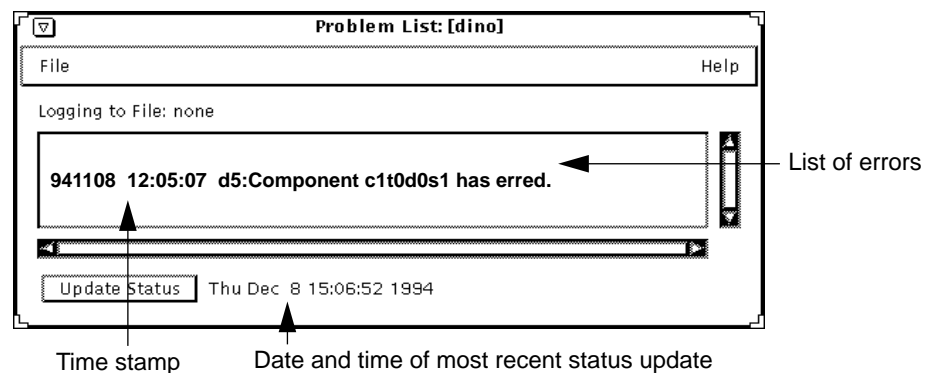 Problem List: [dino]
File Help
Logging to File: none
941108 12:05:07 d5:Component c1t0d0s1 has erred.
List of errors
Update Status Thu Dec 8 15:06:52 1994
Time stamp Date and time of most recent status update